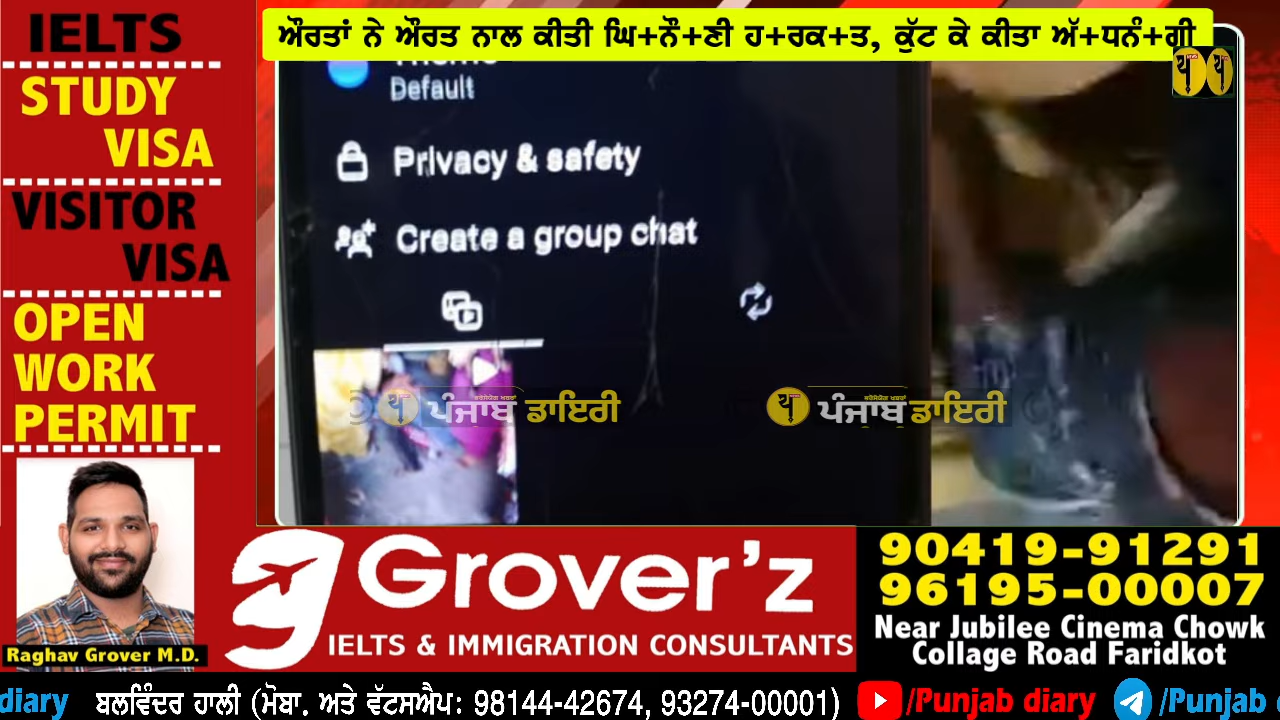 ਔਰਤਾਂ ਨੇ ਔਰਤ ਨਾਲ ਕੀਤੀ ਘਿ+ਨੌ+ਣੀ ਹ+ਰਕ+ਤ, ਕੁੱਟ ਕੇ ਕੀਤਾ ਅੱ+ਧਨੰ+ਗੀ
IELTS
STUDY
VISA
VISITOR
VISA
OPEN
WORK
PERMIT
Raghav Grover M.D.
Theme
Default
Privacy & safety
Create a group chat
ਪੰਜਾਬ ਡਾਇਰੀ
ਪੰਜਾਬ ਡਾਇਰੀ
Grover'z
IELTS & IMMIGRATION CONSULTANTS
90419-91291
96195-00007
Near Jubilee Cinema Chowk
Collage Road Faridkot
diary ਬਲਵਿੰਦਰ ਹਾਲੀ (ਮੋਬਾ. ਅਤੇ ਵੱਟਸਐਪ: 98144-42674, 93274-00001) /Punjab diary /Punjab